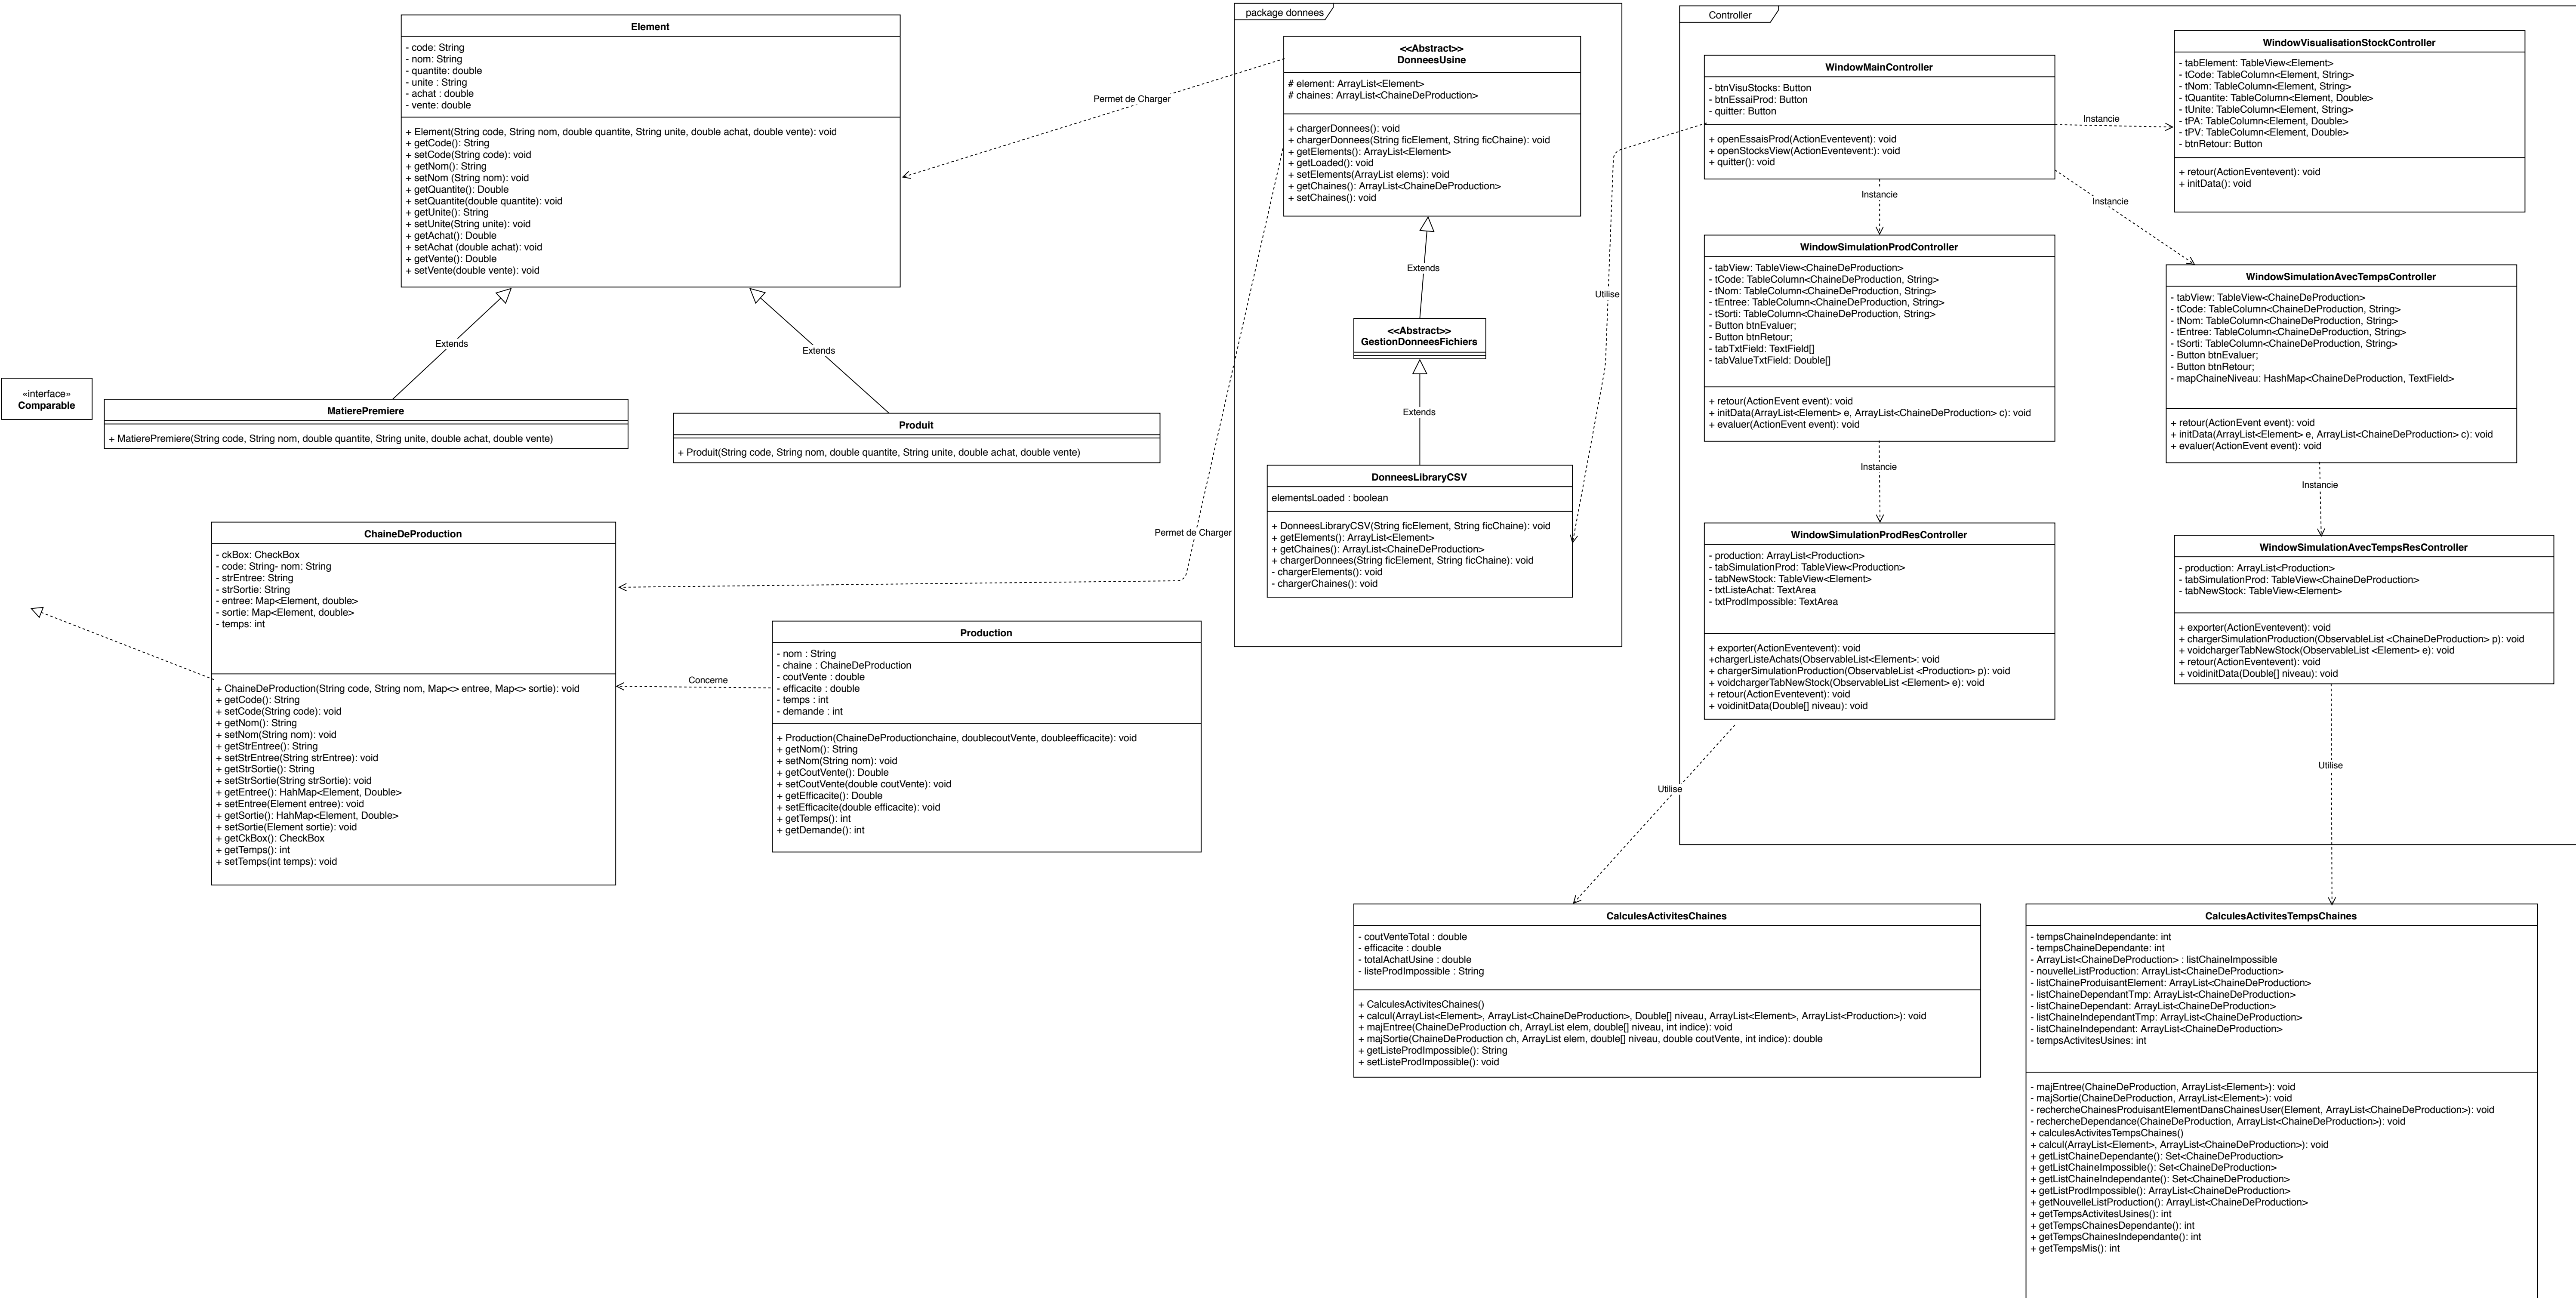 Element
- code: String
- nom: String
- quantite: double
- unite : String
- achat : double
- vente: double
+ Element(String code, String nom, double quantite, String unite, double achat, double vente): void
+ getCode(): String
+ setCode(String code): void
+ getNom(): String
+ setNom (String nom): void
+ getQuantite(): Double
+ setQuantite(double quantite): void
+ getUnite(): String
+ setUnite(String unite): void
+ getAchat(): Double
+ setAchat (double achat): void
+ getVente(): Double
+ setVente(double vente): void
Extends
Extends
«interface»
Comparable
MatierePremiere
+ MatierePremiere(String code, String nom, double quantite, String unite, double achat, double vente)
Produit
+ Produit(String code, String nom, double quantite, String unite, double achat, double vente)
ChaineDeProduction
- ckBox: CheckBox
- code: String- nom: String
- strEntree: String
- strSortie: String
- entree: Map<Element, double>
- sortie: Map<Element, double>
- temps: int
+ ChaineDeProduction(String code, String nom, Map<> entree, Map<> sortie): void
+ getCode(): String
+ setCode(String code): void
+ getNom(): String
+ setNom(String nom): void
+ getStrEntree(): String
+ setStrEntree(String strEntree): void
+ getStrSortie(): String
+ setStrSortie(String strSortie): void
+ getEntree(): HahMap<Element, Double>
+ setEntree(Element entree): void
+ getSortie(): HahMap<Element, Double>
+ setSortie(Element sortie): void
+ getCkBox(): CheckBox
+ getTemps(): int
+ setTemps(int temps): void
Concerne
Production
- nom : String
- chaine : ChaineDeProduction
- coutVente : double
- efficacite : double
- temps : int
- demande : int
+ Production(ChaineDeProductionchaine, doublecoutVente, doubleefficacite): void
+ getNom(): String
+ setNom(String nom): void
+ getCoutVente(): Double
+ setCoutVente(double coutVente): void
+ getEfficacite(): Double
+ setEfficacite(double efficacite): void
+ getTemps(): int
+ getDemande(): int
Permet de Charger
Permet de Charger
package donnees
<<Abstract>>
DonneesUsine
# element: ArrayList<Element>
# chaines: ArrayList<ChaineDeProduction>
+ chargerDonnees(): void
+ chargerDonnees(String ficElement, String ficChaine): void
+ getElements(): ArrayList<Element>
+ getLoaded(): void
+ setElements(ArrayList elems): void
+ getChaines(): ArrayList<ChaineDeProduction>
+ setChaines(): void
Extends
<<Abstract>>
GestionDonneesFichiers
Extends
DonneesLibraryCSV
elementsLoaded : boolean
+ DonneesLibraryCSV(String ficElement, String ficChaine): void
+ getElements(): ArrayList<Element>
+ getChaines(): ArrayList<ChaineDeProduction>
+ chargerDonnees(String ficElement, String ficChaine): void
- chargerElements(): void
- chargerChaines(): void
Utilise
Controller
WindowMainController
- btnVisuStocks: Button
- btnEssaiProd: Button
- quitter: Button
+ openEssaisProd(ActionEventevent): void
+ openStocksView(ActionEventevent:): void
+ quitter(): void
Instancie
Instancie
Instancie
WindowVisualisationStockController
- tabElement: TableView<Element>
- tCode: TableColumn<Element, String>
- tNom: TableColumn<Element, String>
- tQuantite: TableColumn<Element, Double>
- tUnite: TableColumn<Element, String>
- tPA: TableColumn<Element, Double>
- tPV: TableColumn<Element, Double>
- btnRetour: Button
+ retour(ActionEventevent): void
+ initData(): void
WindowSimulationProdController
- tabView: TableView<ChaineDeProduction>
- tCode: TableColumn<ChaineDeProduction, String>
- tNom: TableColumn<ChaineDeProduction, String>
- tEntree: TableColumn<ChaineDeProduction, String>
- tSorti: TableColumn<ChaineDeProduction, String>
- Button btnEvaluer;
- Button btnRetour;
- tabTxtField: TextField[]
- tabValueTxtField: Double[]
+ retour(ActionEvent event): void
+ initData(ArrayList<Element> e, ArrayList<ChaineDeProduction> c): void
+ evaluer(ActionEvent event): void
WindowSimulationAvecTempsController
- tabView: TableView<ChaineDeProduction>
- tCode: TableColumn<ChaineDeProduction, String>
- tNom: TableColumn<ChaineDeProduction, String>
- tEntree: TableColumn<ChaineDeProduction, String>
- tSorti: TableColumn<ChaineDeProduction, String>
- Button btnEvaluer;
- Button btnRetour;
- mapChaineNiveau: HashMap<ChaineDeProduction, TextField>
+ retour(ActionEvent event): void
+ initData(ArrayList<Element> e, ArrayList<ChaineDeProduction> c): void
+ evaluer(ActionEvent event): void
Instancie
Instancie
WindowSimulationProdResController
- production: ArrayList<Production>
- tabSimulationProd: TableView<Production>
- tabNewStock: TableView<Element>
- txtListeAchat: TextArea
- txtProdImpossible: TextArea
+ exporter(ActionEventevent): void
+chargerListeAchats(ObservableList<Element>: void
+ chargerSimulationProduction(ObservableList <Production> p): void
+ voidchargerTabNewStock(ObservableList <Element> e): void
+ retour(ActionEventevent): void
+ voidinitData(Double[] niveau): void
WindowSimulationAvecTempsResController
- production: ArrayList<Production>
- tabSimulationProd: TableView<ChaineDeProduction>
- tabNewStock: TableView<Element>
+ exporter(ActionEventevent): void
+ chargerSimulationProduction(ObservableList <ChaineDeProduction> p): void
+ voidchargerTabNewStock(ObservableList <Element> e): void
+ retour(ActionEventevent): void
+ voidinitData(Double[] niveau): void
Utilise
Utilise
CalculesActivitesChaines
- coutVenteTotal : double
- efficacite : double
- totalAchatUsine : double
- listeProdImpossible : String
+ CalculesActivitesChaines()
+ calcul(ArrayList<Element>, ArrayList<ChaineDeProduction>, Double[] niveau, ArrayList<Element>, ArrayList<Production>): void
+ majEntree(ChaineDeProduction ch, ArrayList elem, double[] niveau, int indice): void
+ majSortie(ChaineDeProduction ch, ArrayList elem, double[] niveau, double coutVente, int indice): double
+ getListeProdImpossible(): String
+ setListeProdImpossible(): void
CalculesActivitesTempsChaines
- tempsChaineIndependante: int
- tempsChaineDependante: int
- ArrayList<ChaineDeProduction> : listChaineImpossible
- nouvelleListProduction: ArrayList<ChaineDeProduction>
- listChaineProduisantElement: ArrayList<ChaineDeProduction>
- listChaineDependantTmp: ArrayList<ChaineDeProduction>
- listChaineDependant: ArrayList<ChaineDeProduction>
- listChaineIndependantTmp: ArrayList<ChaineDeProduction>
- listChaineIndependant: ArrayList<ChaineDeProduction>
- tempsActivitesUsines: int
- majEntree(ChaineDeProduction, ArrayList<Element>): void
- majSortie(ChaineDeProduction, ArrayList<Element>): void
- rechercheChainesProduisantElementDansChainesUser(Element, ArrayList<ChaineDeProduction>): void
- rechercheDependance(ChaineDeProduction, ArrayList<ChaineDeProduction>): void
+ calculesActivitesTempsChaines()
+ calcul(ArrayList<Element>, ArrayList<ChaineDeProduction>): void
+ getListChaineDependante(): Set<ChaineDeProduction>
+ getListChaineImpossible(): Set<ChaineDeProduction>
+ getListChaineIndependante(): Set<ChaineDeProduction>
+ getListProdImpossible(): ArrayList<ChaineDeProduction>
+ getNouvelleListProduction(): ArrayList<ChaineDeProduction>
+ getTempsActivitesUsines(): int
+ getTempsChainesDependante(): int
+ getTempsChainesIndependante(): int
+ getTempsMis(): int